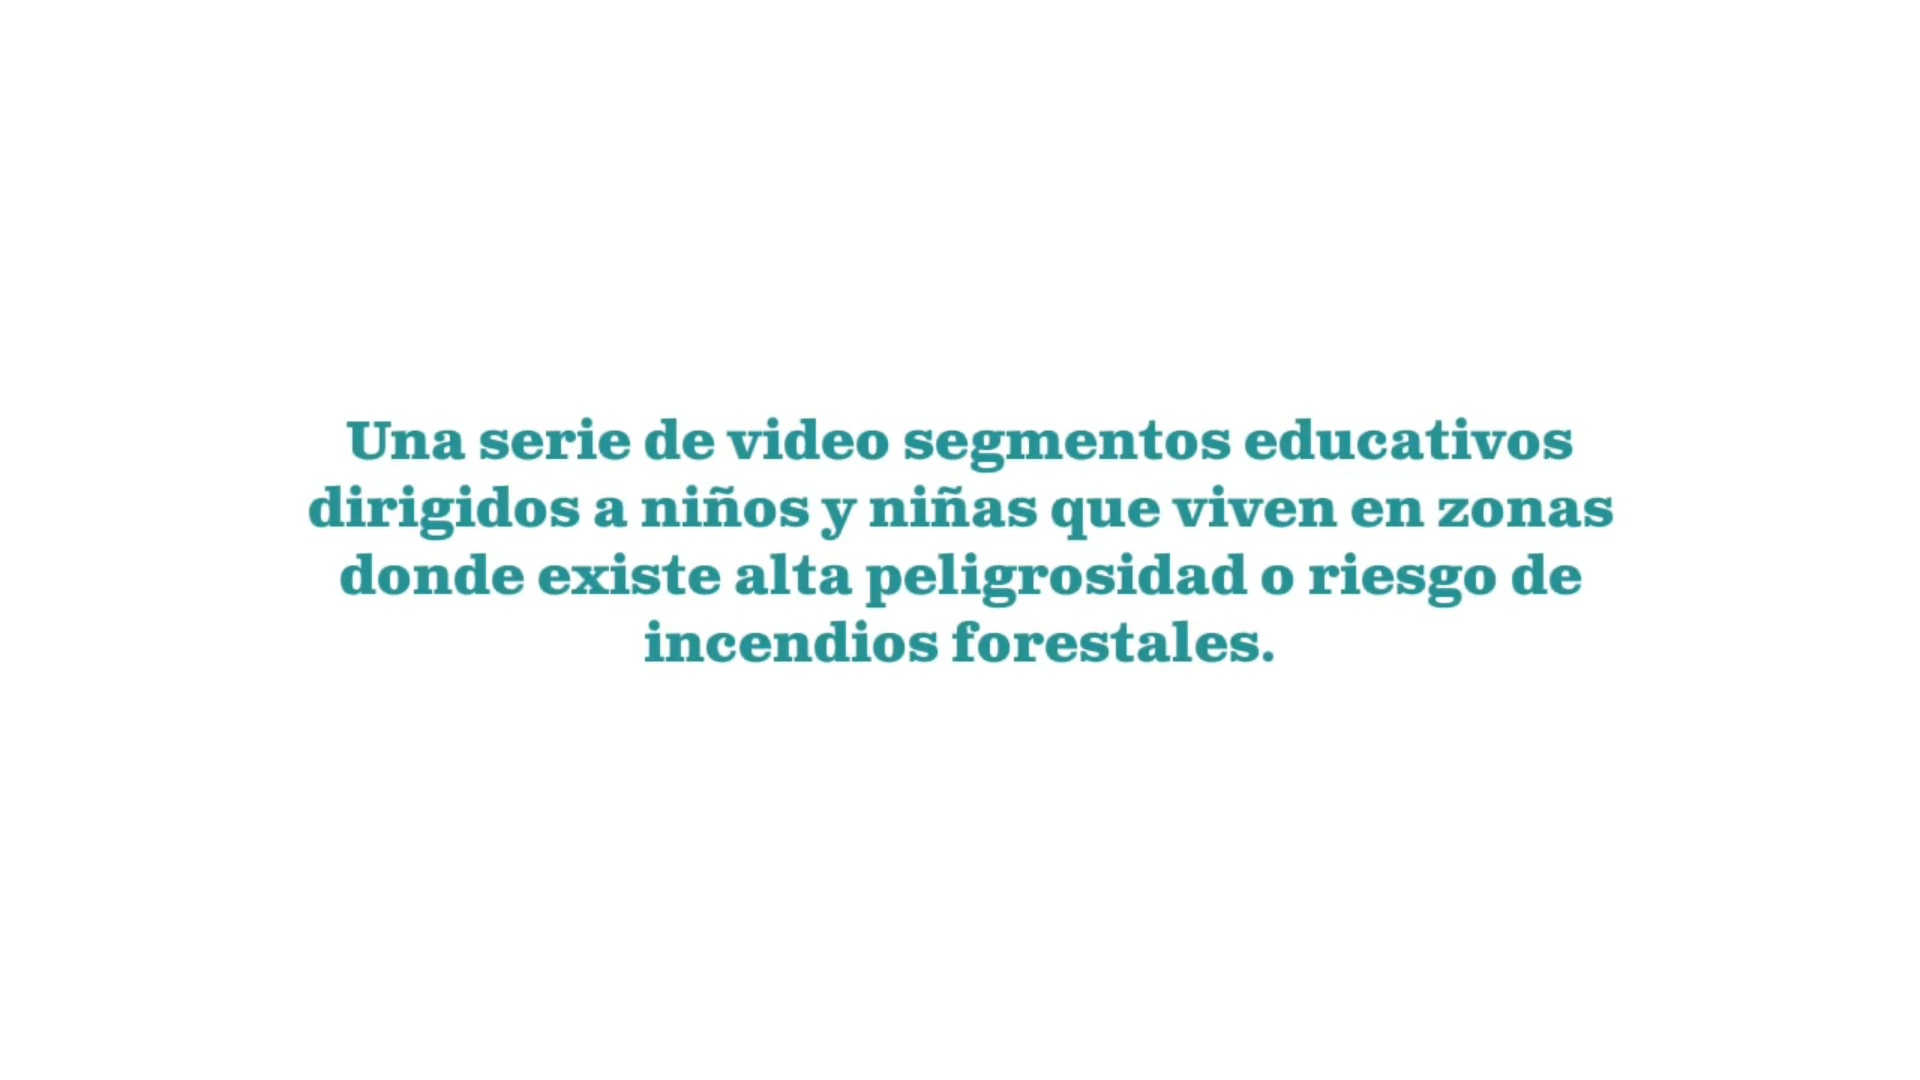 Una serie de video segmentos educativos
dirigidos a niños y niñas que viven en zonas
donde existe alta peligrosidad o riesgo de
incendios forestales.